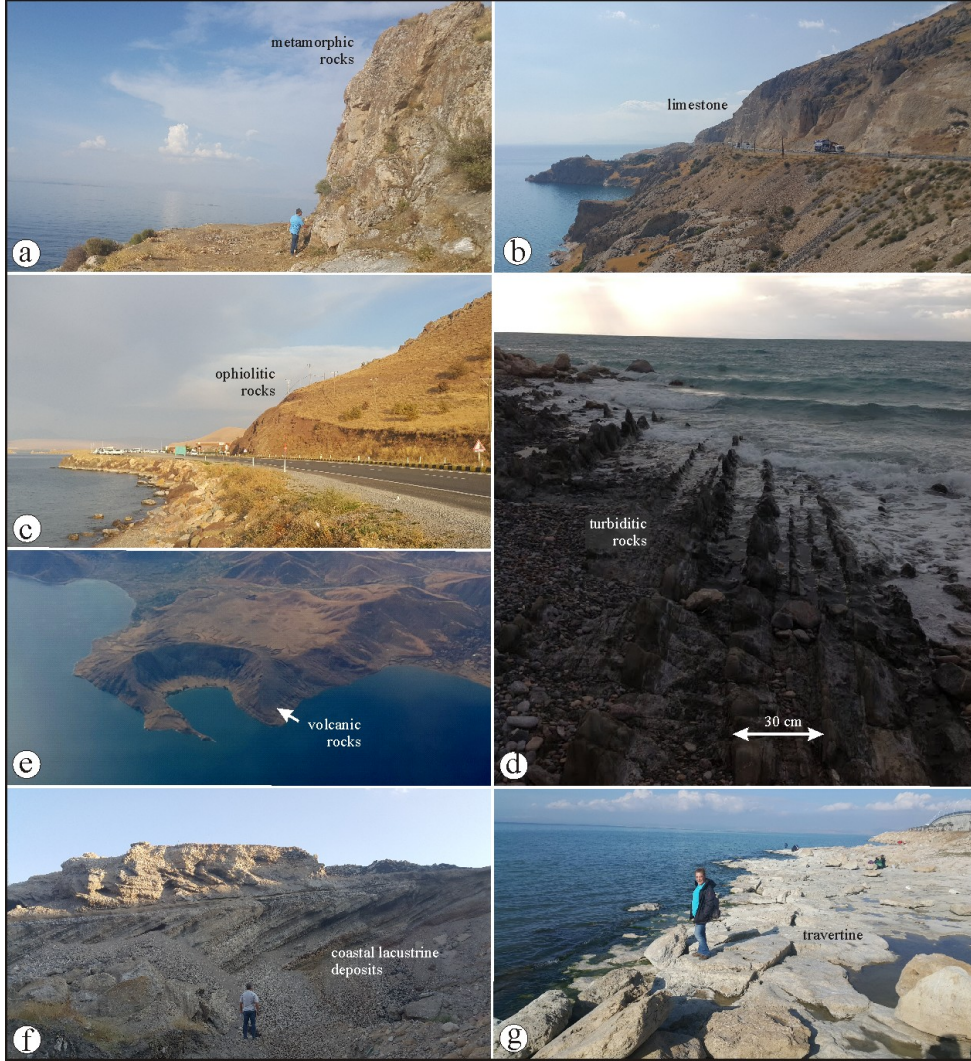 metamorphic
rocks
a
limestone
b
ophiolitic
rocks
c
turbiditic
rocks
30 cm
d
volcanic
rocks
e
coastal lacustrine
deposits
f
travertine
g